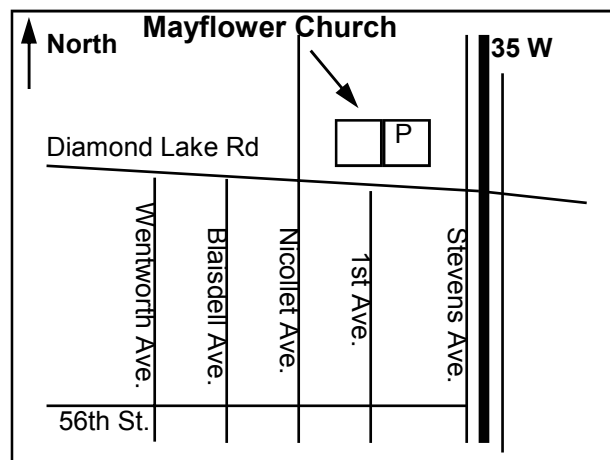 Mayflower Church
North
35 W
P
Diamond Lake Rd
Wentworth Ave.
Blaisdell Ave.
Nicollet Ave.
1st Ave.
Stevens Ave.
56th St.